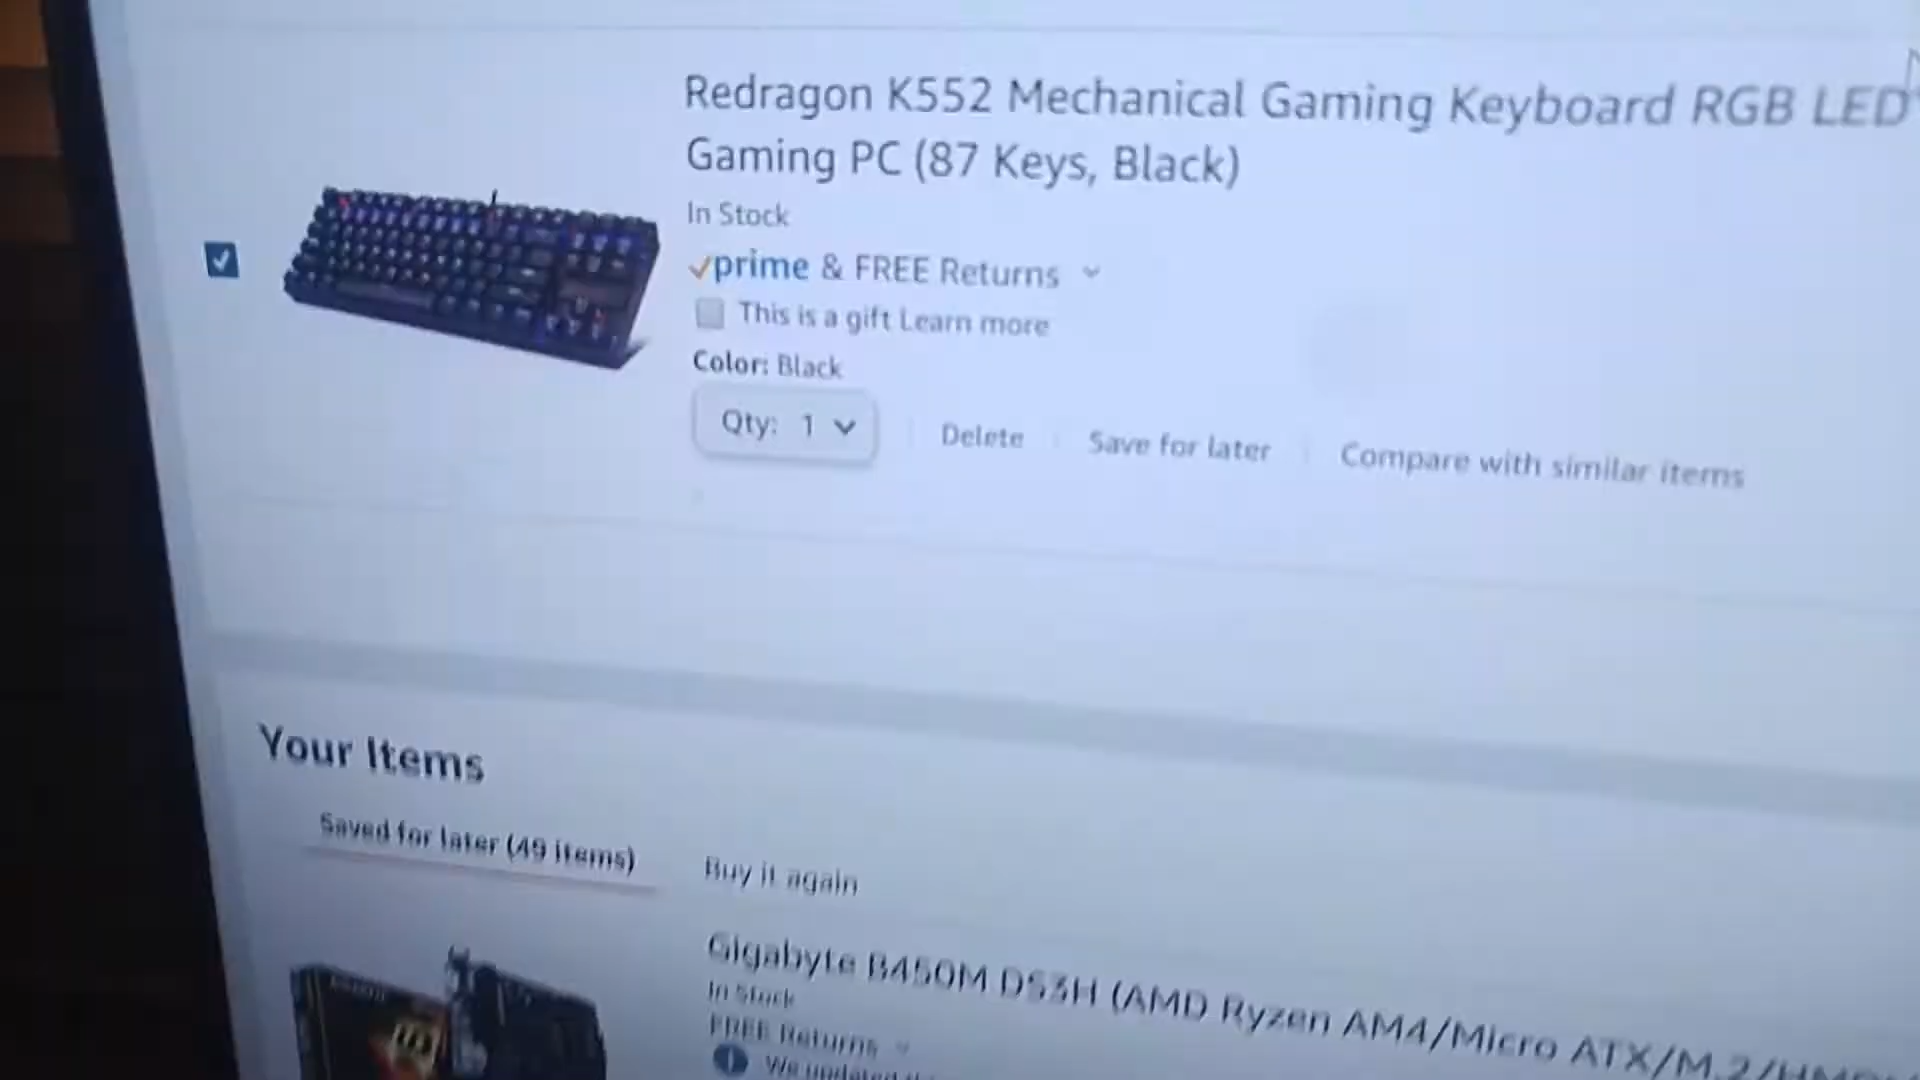 Redragon K552 Mechanical Gaming Keyboard RGB LED
Gaming PC (87 Keys, Black)
In Stock
prime & FREE Returns
This is a gift Learn more
Color: Black
Qty: 1
Delete
Save for later
Compare with similar items
Your Items
Saved for later (49 items)
Buy it again
Gigabyte B450M DS3H (AMD Ryzen AM4/Micro ATX/M.2/HDMI
In Stock
FREE Returns
We updated